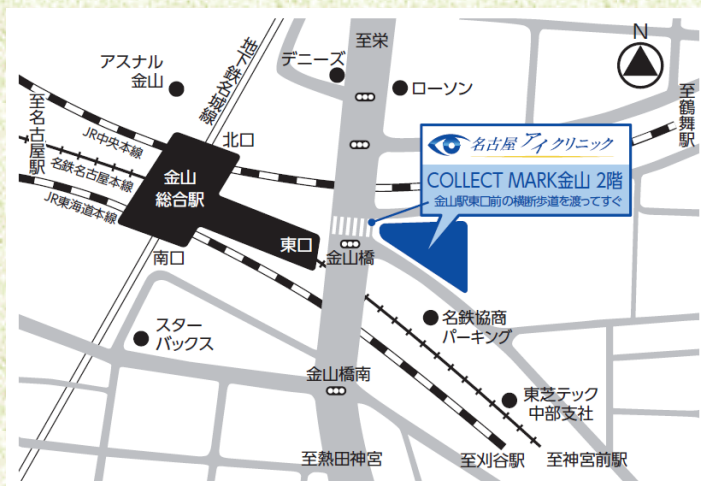 N
至栄
デニーズ
ローソン
アスナル
金山
地下鉄名城線
至名古屋駅
JR中央本線
名鉄名古屋本線
JR東海道本線
北口
金山
総合駅
東口
南口
至鶴舞駅
名古屋アイクリニック
COLLECT MARK金山 2階
金山駅東口前の横断歩道を渡ってすぐ
金山橋
スター
バックス
名鉄協商
パーキング
金山橋南
東芝テック
中部支社
至熱田神宮
至刈谷駅
至神宮前駅